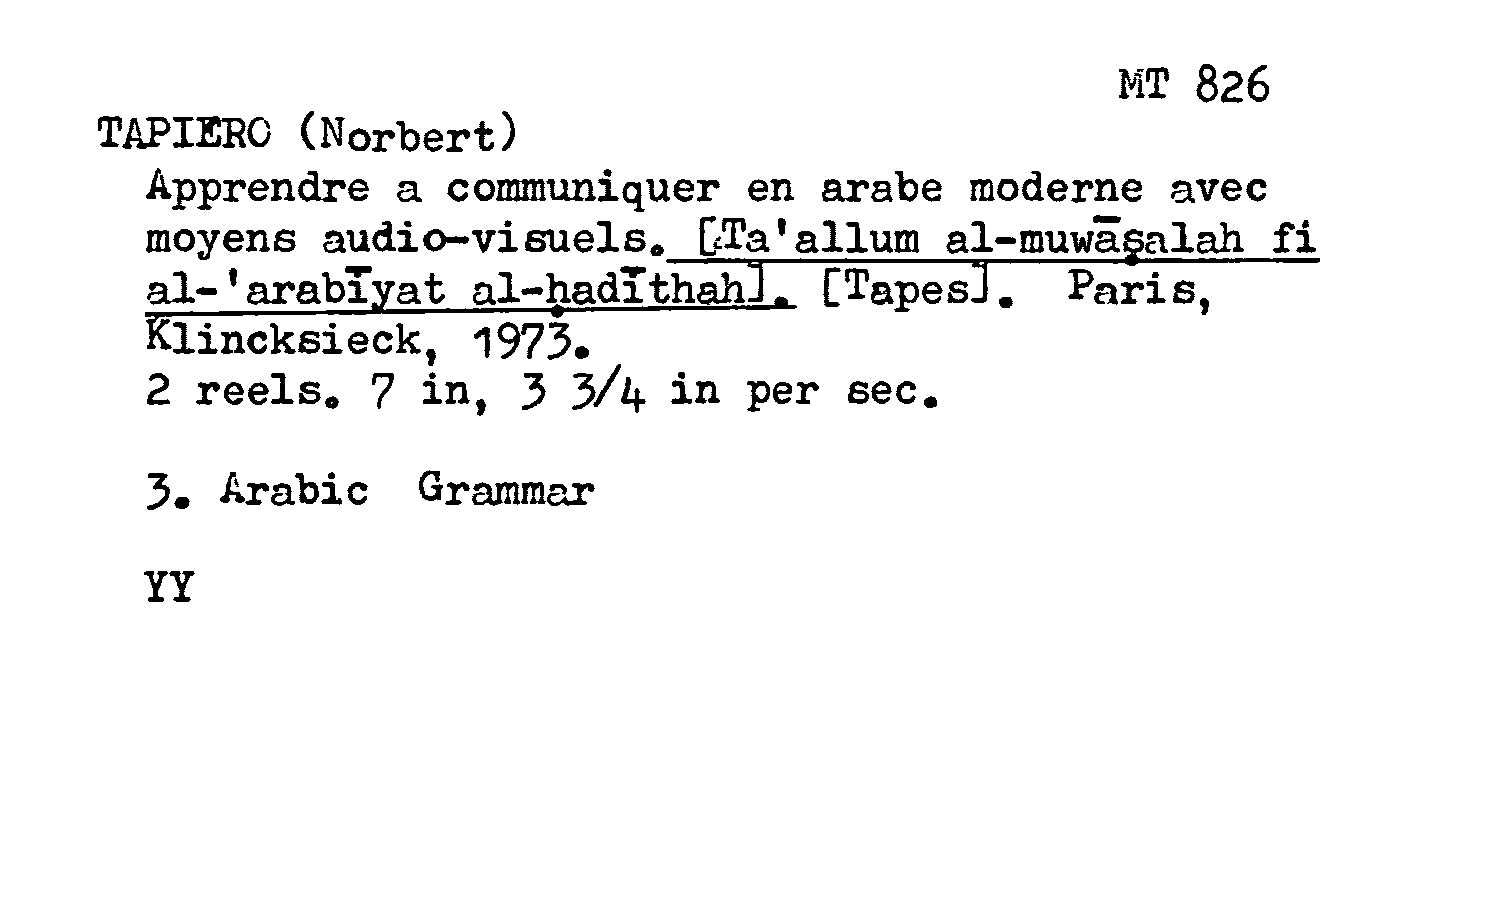 MT 826
TAPIERO (Norbert)
Apprendre a communiquer en arabe moderne avec
moyens audio-visuels. [Ta'allum al-muwāṣalah fi
al-'arabīyat al-ḥadīthah]. [Tapes]. Paris,
Klincksieck, 1973.
2 reels. 7 in, 3 3/4 in per sec.
3. Arabic Grammar
YY